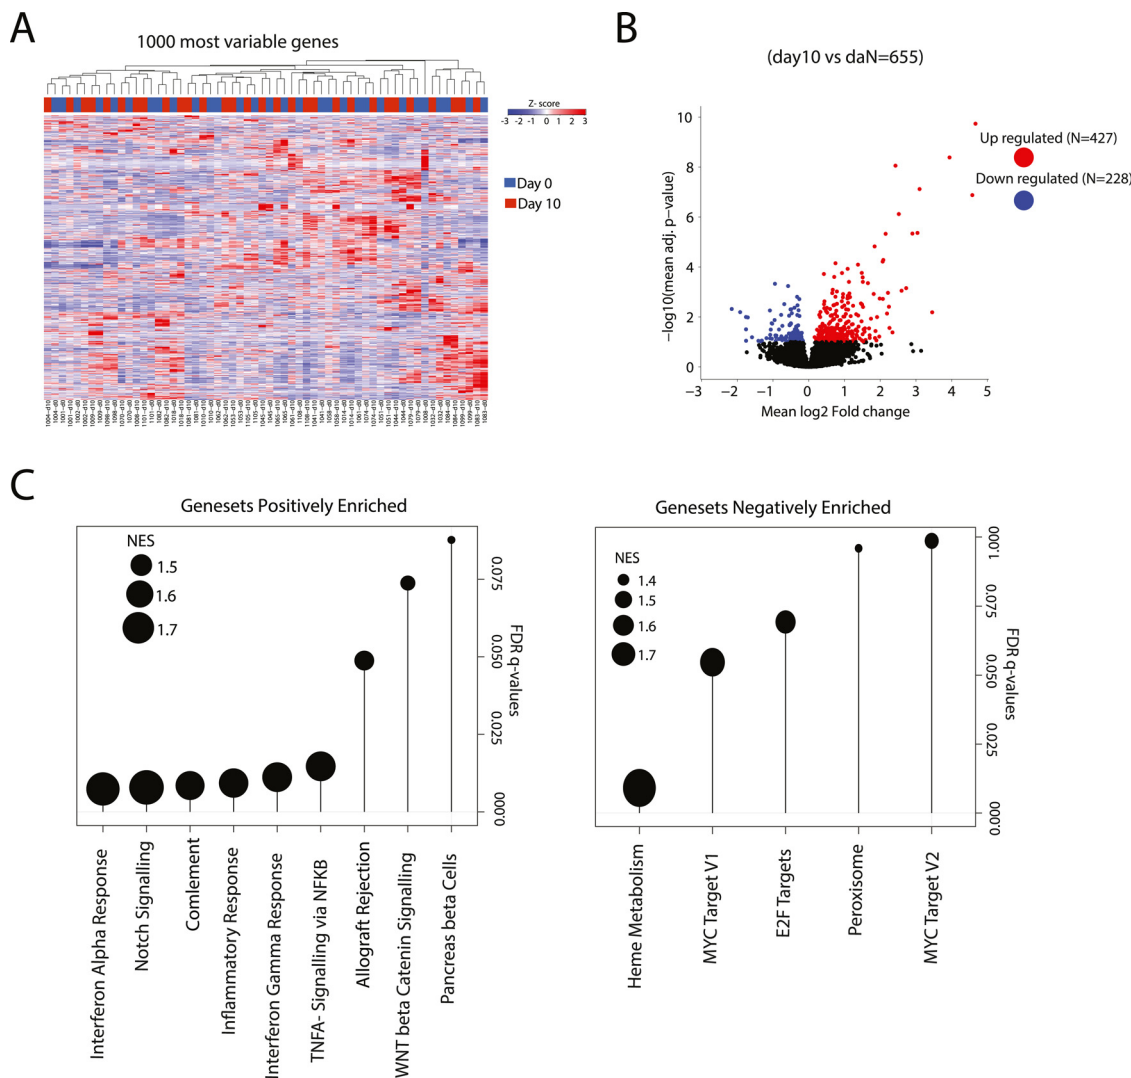 A
1000 most variable genes
Z- score
-3 -2 -1 0 1 2 3
Day 0
Day 10
B
(day10 vs daN=655)
Up regulated (N=427)
Down regulated (N=228)
−log10(mean adj. p−value)
10
8
6
4
2
0
−3 −2 −1 0 1 2 3 4 5
Mean log2 Fold change
C
Genesets Positively Enriched
NES
1.5
1.6
1.7
0.075
0.050
0.025
0.000
FDR q-values
Interferon Alpha Response
Notch Signalling
Comlement
Inflammatory Response
Interferon Gamma Response
TNFA- Signalling via NFKB
Allograft Rejection
WNT beta Catenin Signalling
Pancreas beta Cells
Genesets Negatively Enriched
NES
1.4
1.5
1.6
1.7
1.000
0.075
0.050
0.025
0.000
FDR q-values
Heme Metabolism
MYC Target V1
E2F Targets
Peroxisome
MYC Target V2